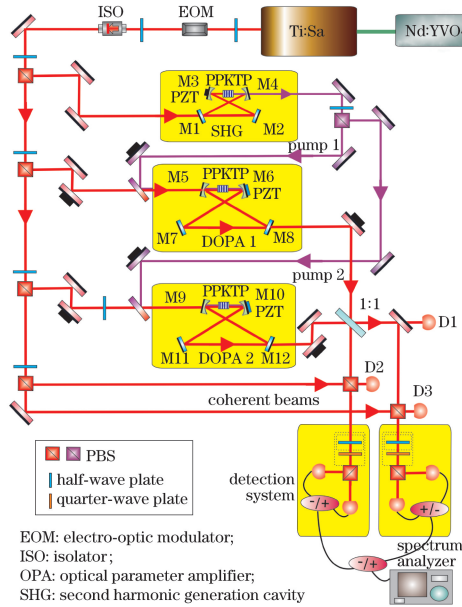 ISO EOM Ti:Sa Nd:YVO
M3 PPKTP M4
PZT
M1 SHG M2
pump 1
M5 PPKTP M6
PZT
M7 DOPA 1 M8
pump 2
M9 PPKTP M10
PZT
M11 DOPA 2 M12
1:1
D1
D2
D3
coherent beams
PBS
half-wave plate
quarter-wave plate
detection
system
-/+ +/-
-/+
spectrum
analyzer
EOM: electro-optic modulator;
ISO: isolator;
OPA: optical parameter amplifier;
SHG: second harmonic generation cavity